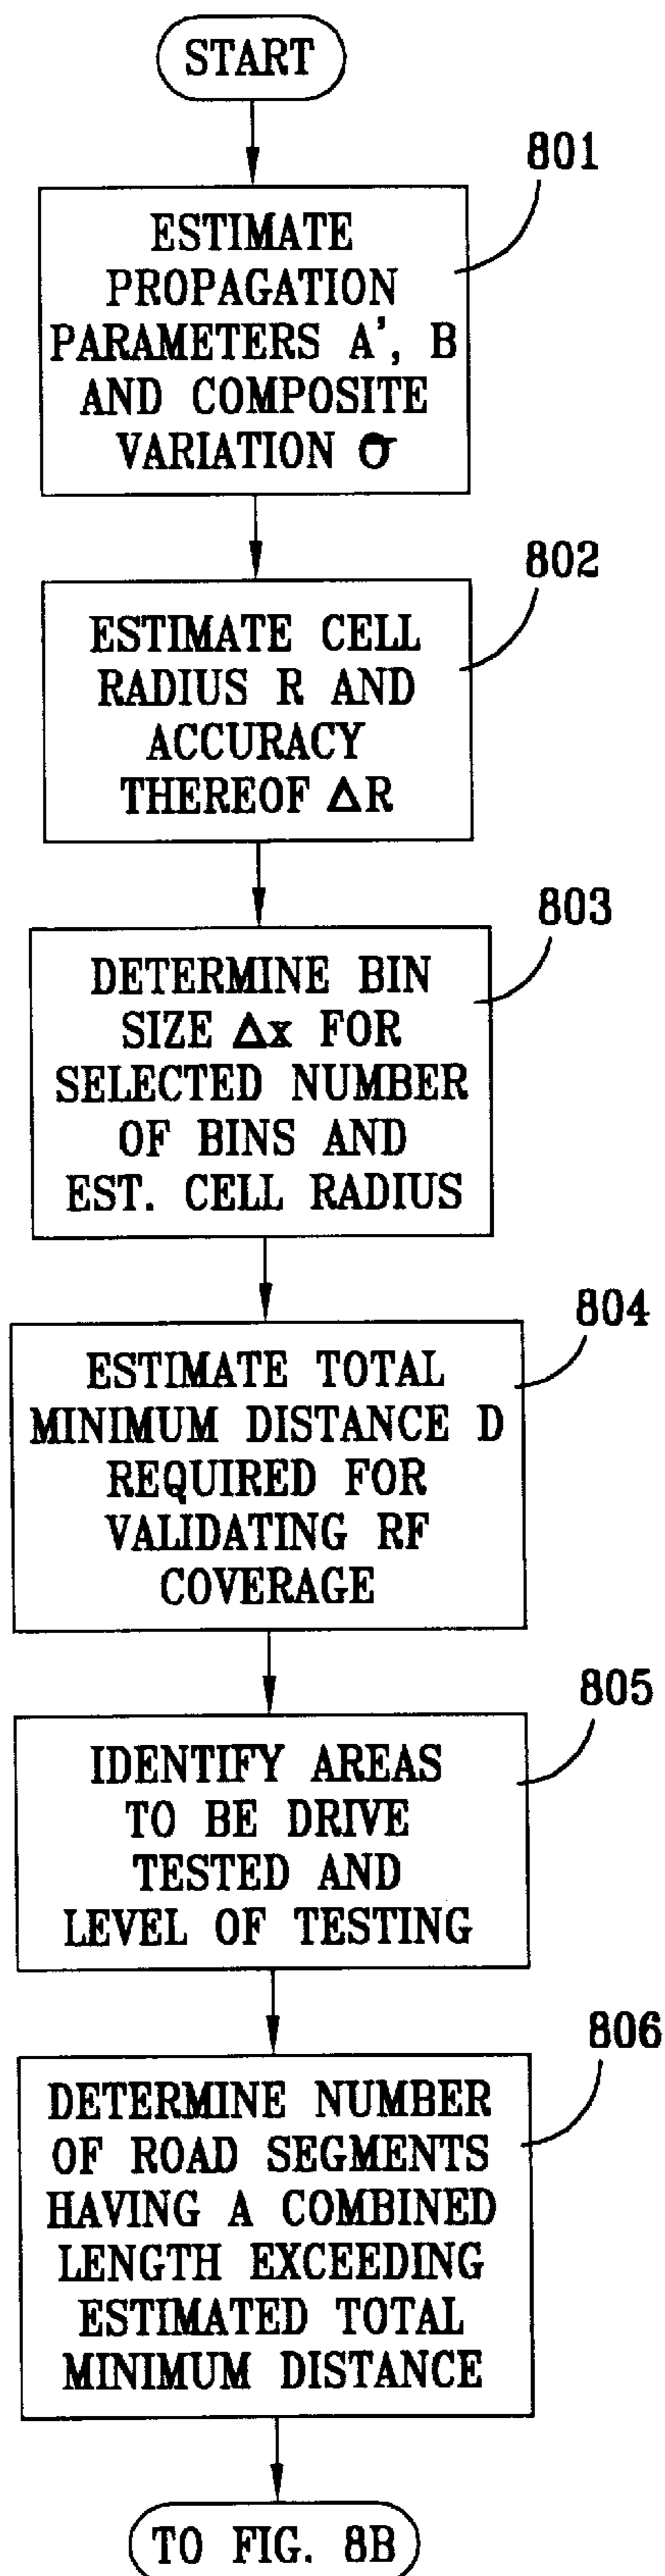 START
801
ESTIMATE
PROPAGATION
PARAMETERS A', B
AND COMPOSITE
VARIATION σ
802
ESTIMATE CELL
RADIUS R AND
ACCURACY
THEREOF ΔR
803
DETERMINE BIN
SIZE Δx FOR
SELECTED NUMBER
OF BINS AND
EST. CELL RADIUS
804
ESTIMATE TOTAL
MINIMUM DISTANCE D
REQUIRED FOR
VALIDATING RF
COVERAGE
805
IDENTIFY AREAS
TO BE DRIVE
TESTED AND
LEVEL OF TESTING
806
DETERMINE NUMBER
OF ROAD SEGMENTS
HAVING A COMBINED
LENGTH EXCEEDING
ESTIMATED TOTAL
MINIMUM DISTANCE
TO FIG. 8B